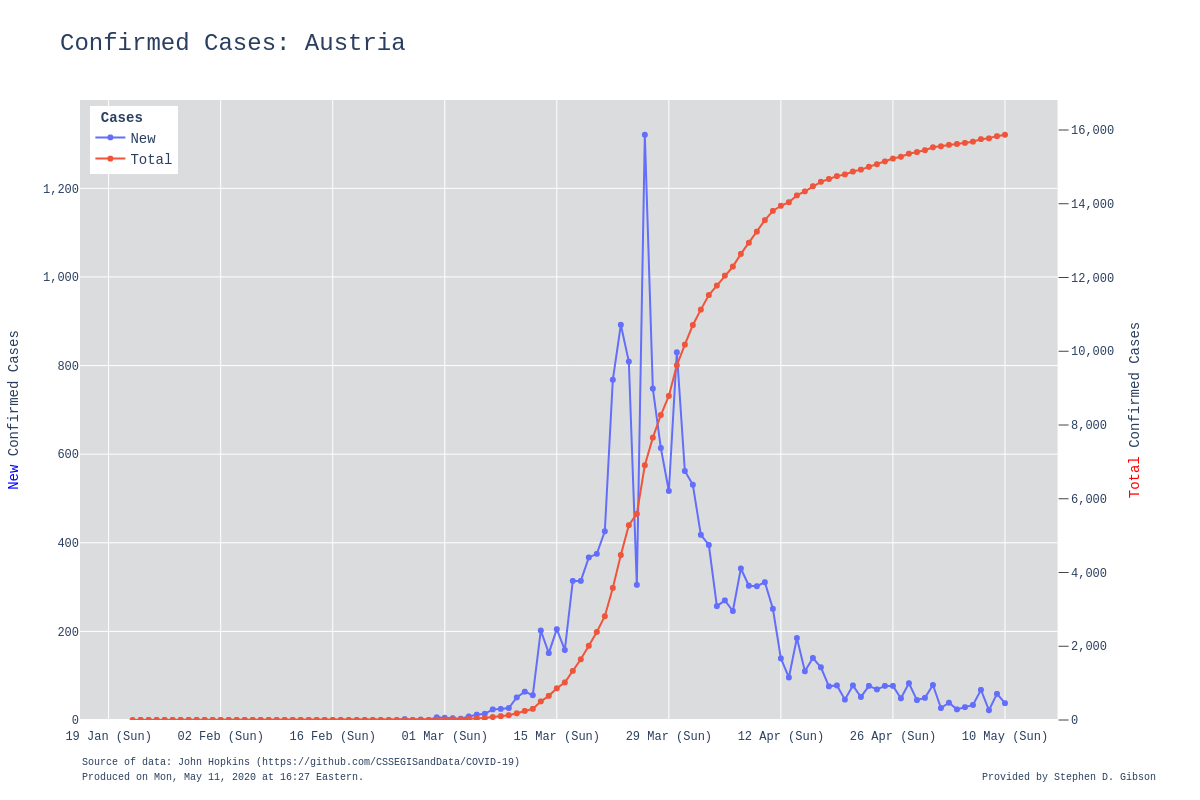 Confirmed Cases: Austria
Cases
New
Total
1,200
1,000
800
600
400
200
0
New Confirmed Cases
16,000
14,000
12,000
10,000
8,000
6,000
4,000
2,000
0
Total Confirmed Cases
19 Jan (Sun) 02 Feb (Sun) 16 Feb (Sun) 01 Mar (Sun) 15 Mar (Sun) 29 Mar (Sun) 12 Apr (Sun) 26 Apr (Sun) 10 May (Sun)
Source of data: John Hopkins (https://github.com/CSSEGISandData/COVID-19)
Produced on Mon, May 11, 2020 at 16:27 Eastern.
Provided by Stephen D. Gibson